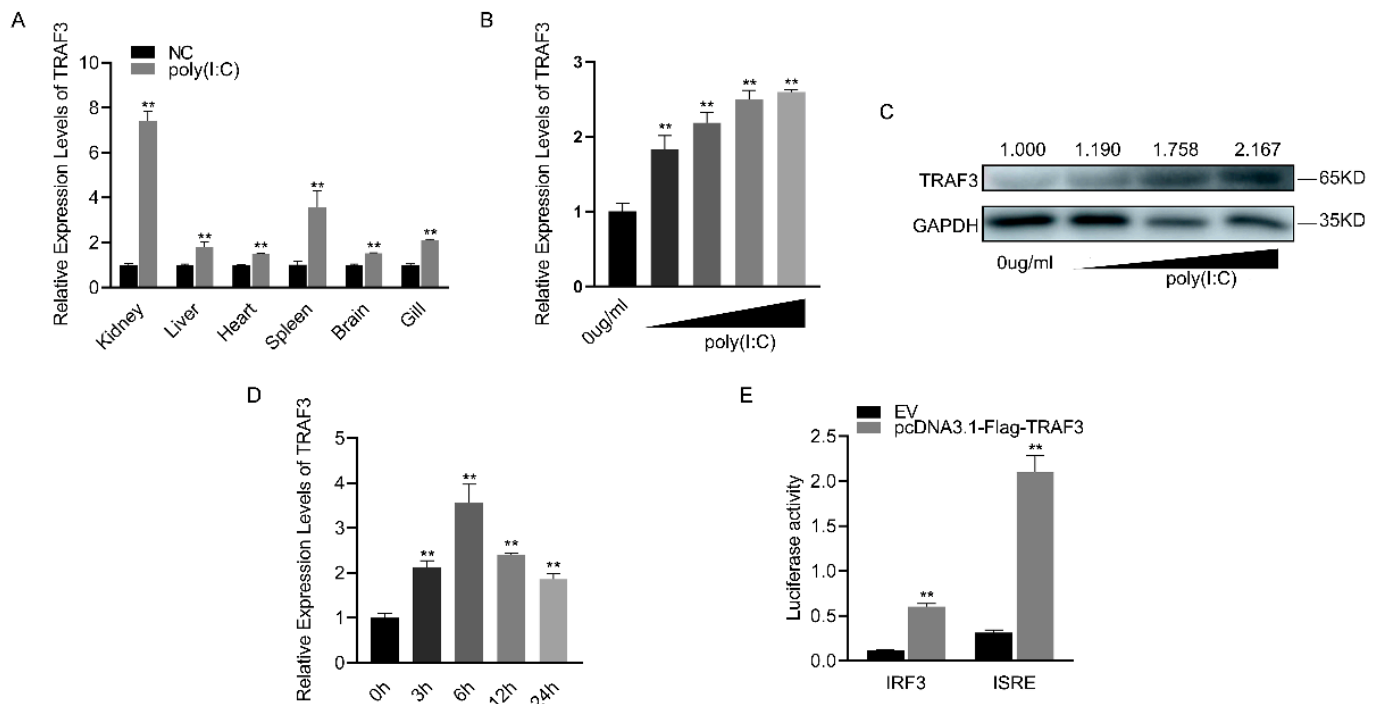 A
Relative Expression Levels of TRAF3
NC
poly(I:C)
10
8
6
4
2
0
**
**
**
**
**
**
Kidney
Liver
Heart
Spleen
Brain
Gill
B
Relative Expression Levels of TRAF3
3
2
1
0
**
**
**
**
0ug/ml
poly(I:C)
C
1.000 1.190 1.758 2.167
TRAF3 —65KD
GAPDH —35KD
0ug/ml
poly(I:C)
D
Relative Expression Levels of TRAF3
5
4
3
2
1
0
**
**
**
**
0h
3h
6h
12h
24h
E
EV
pcDNA3.1-Flag-TRAF3
Luciferase activity
2.5
2.0
1.5
1.0
0.5
0.0
**
**
IRF3
ISRE